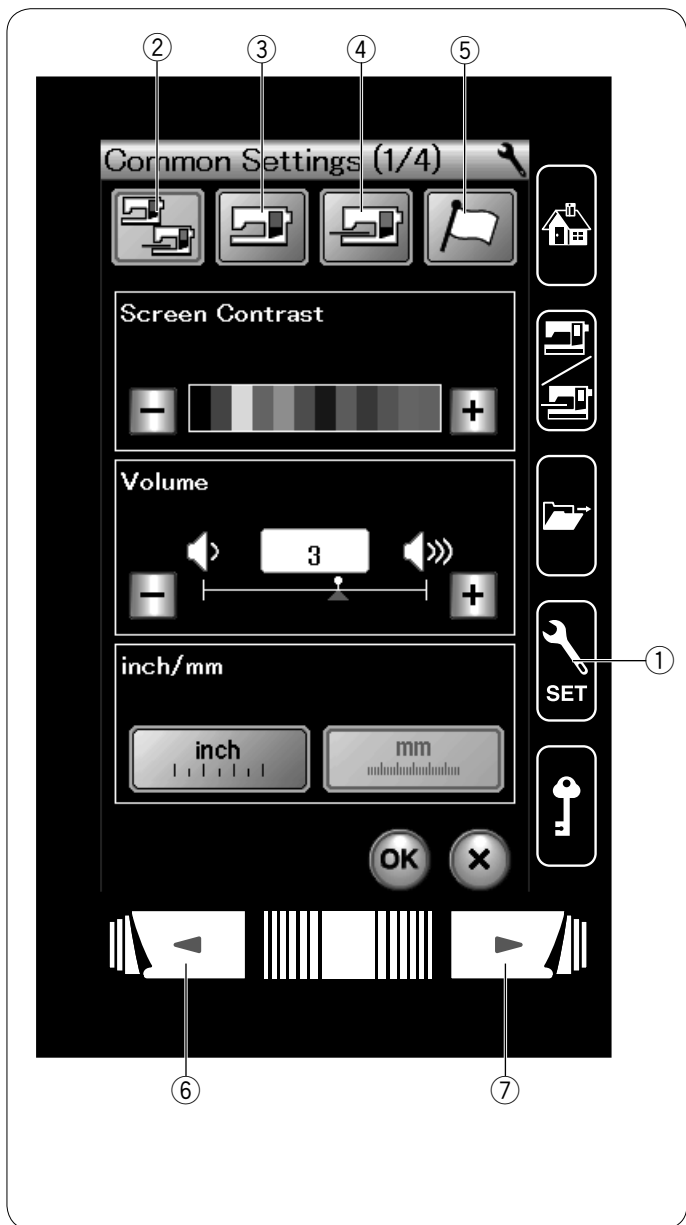 ② ③ ④ ⑤
Common Settings (1/4)
Screen Contrast
− +
Volume
3
− +
①
SET
inch/mm
inch mm
OK ×
⑥ ⑦